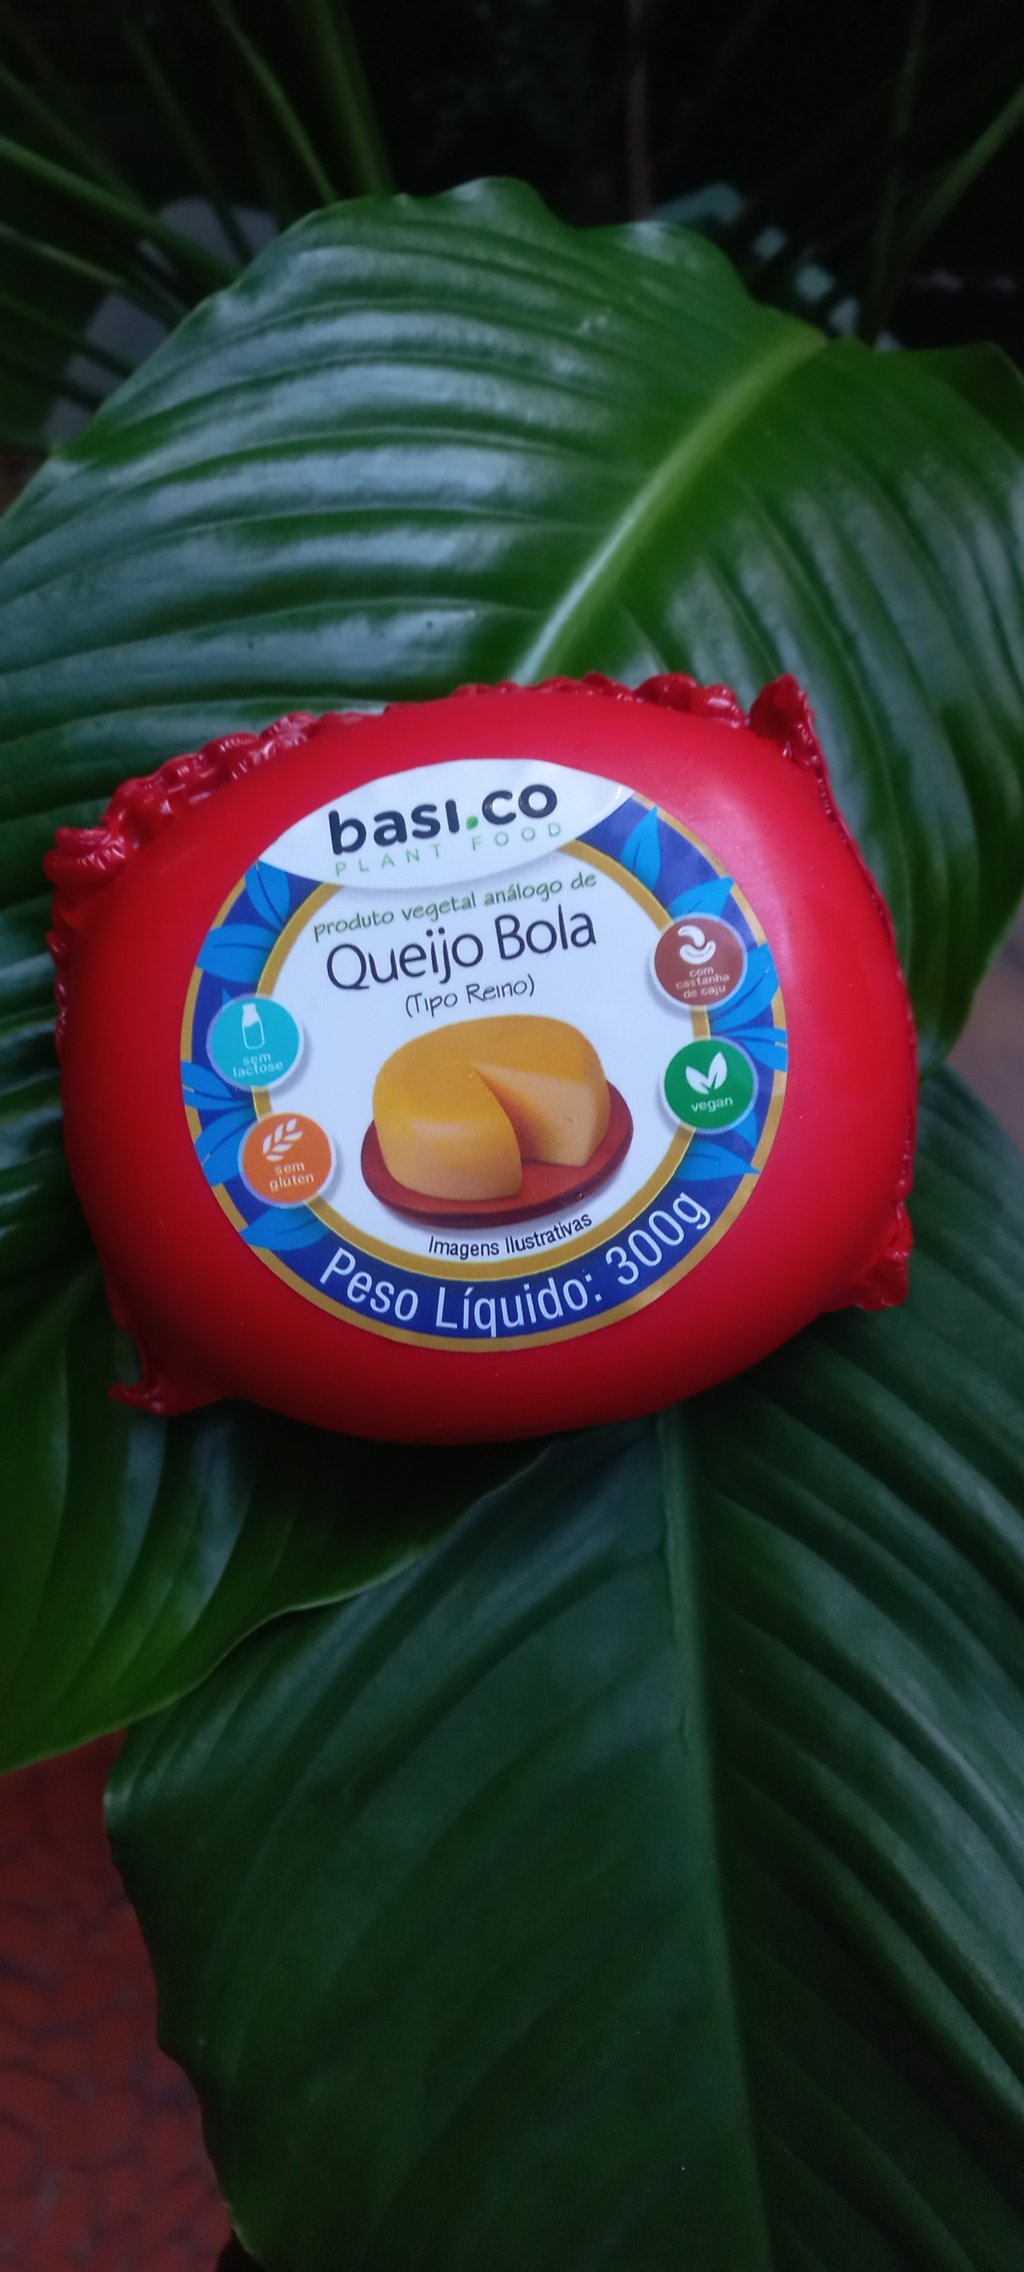 basi.co
PLANT FOOD
produto vegetal análogo de
Queijo Bola
(Tipo Reino)
com
castanha
de caju
sem
lactose
vegan
sem
glúten
Imagens Ilustrativas
Peso Líquido: 300g